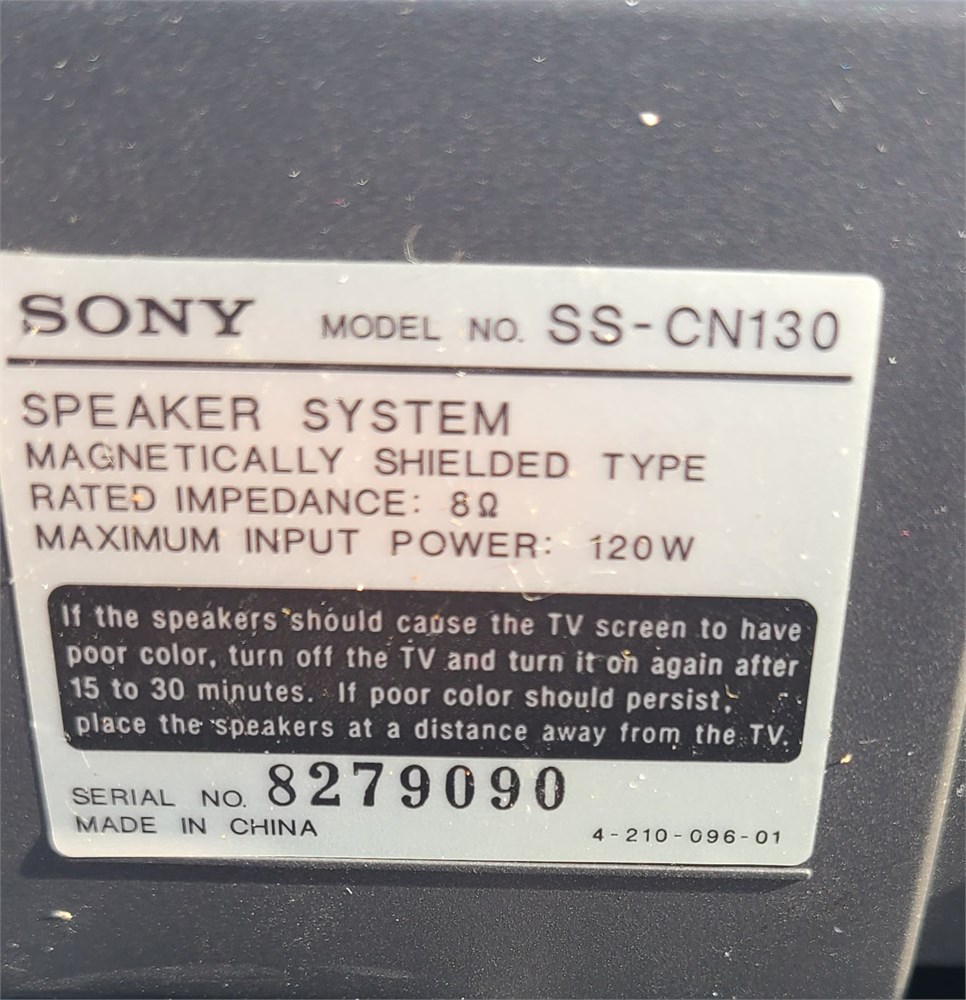 SONY MODEL NO. SS-CN130
SPEAKER SYSTEM
MAGNETICALLY SHIELDED TYPE
RATED IMPEDANCE: 8Ω
MAXIMUM INPUT POWER: 120W
If the speakers should cause the TV screen to have
poor color, turn off the TV and turn it on again after
15 to 30 minutes. If poor color should persist,
place the speakers at a distance away from the TV.
SERIAL NO. 8279090
MADE IN CHINA 4-210-096-01